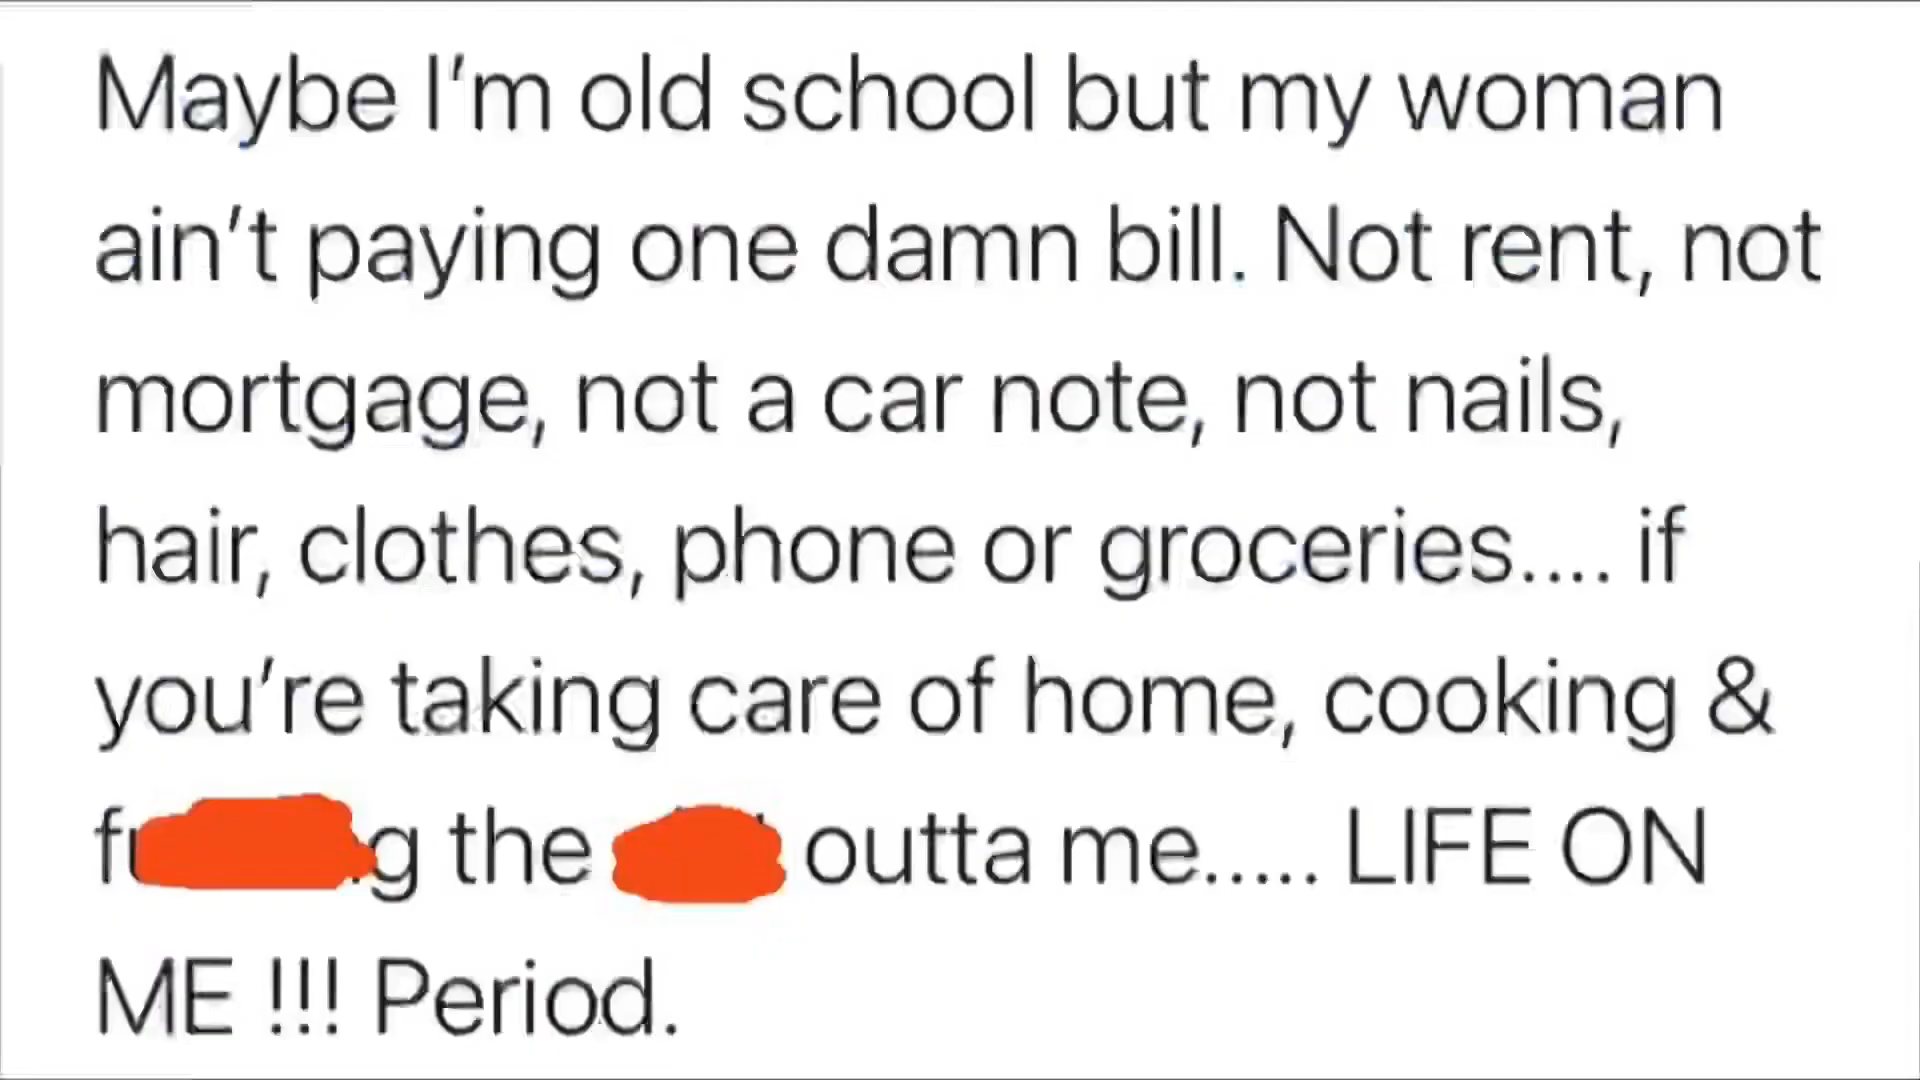 Maybe I’m old school but my woman
ain’t paying one damn bill. Not rent, not
mortgage, not a car note, not nails,
hair, clothes, phone or groceries.... if
you’re taking care of home, cooking &
the outta me..... LIFE ON
ME !!! Period.